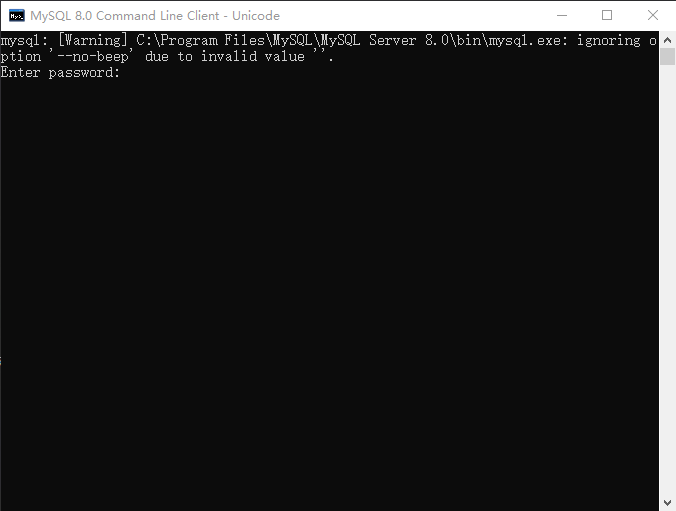 MySQL 8.0 Command Line Client - Unicode
mysql: [Warning] C:\Program Files\MySQL\MySQL Server 8.0\bin\mysql.exe: ignoring o
ption '--no-beep' due to invalid value ''.
Enter password: